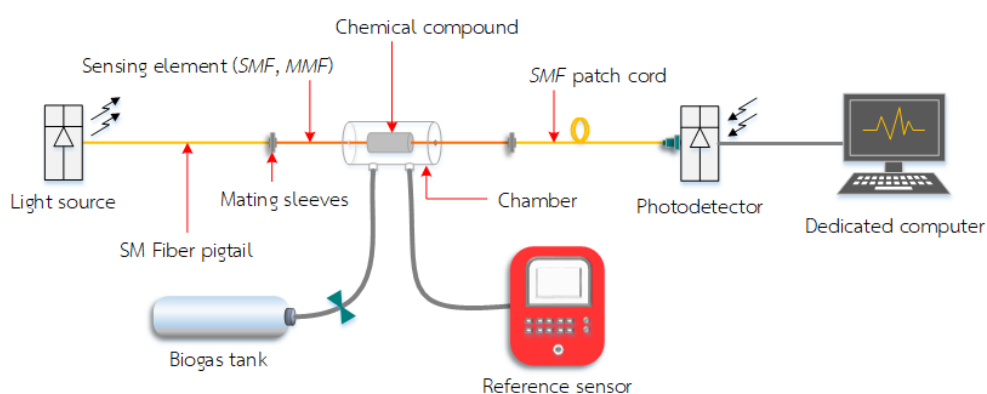 Chemical compound
Sensing element (SMF, MMF)
SMF patch cord
Light source
Mating sleeves
Chamber
Photodetector
Dedicated computer
SM Fiber pigtail
Biogas tank
Reference sensor